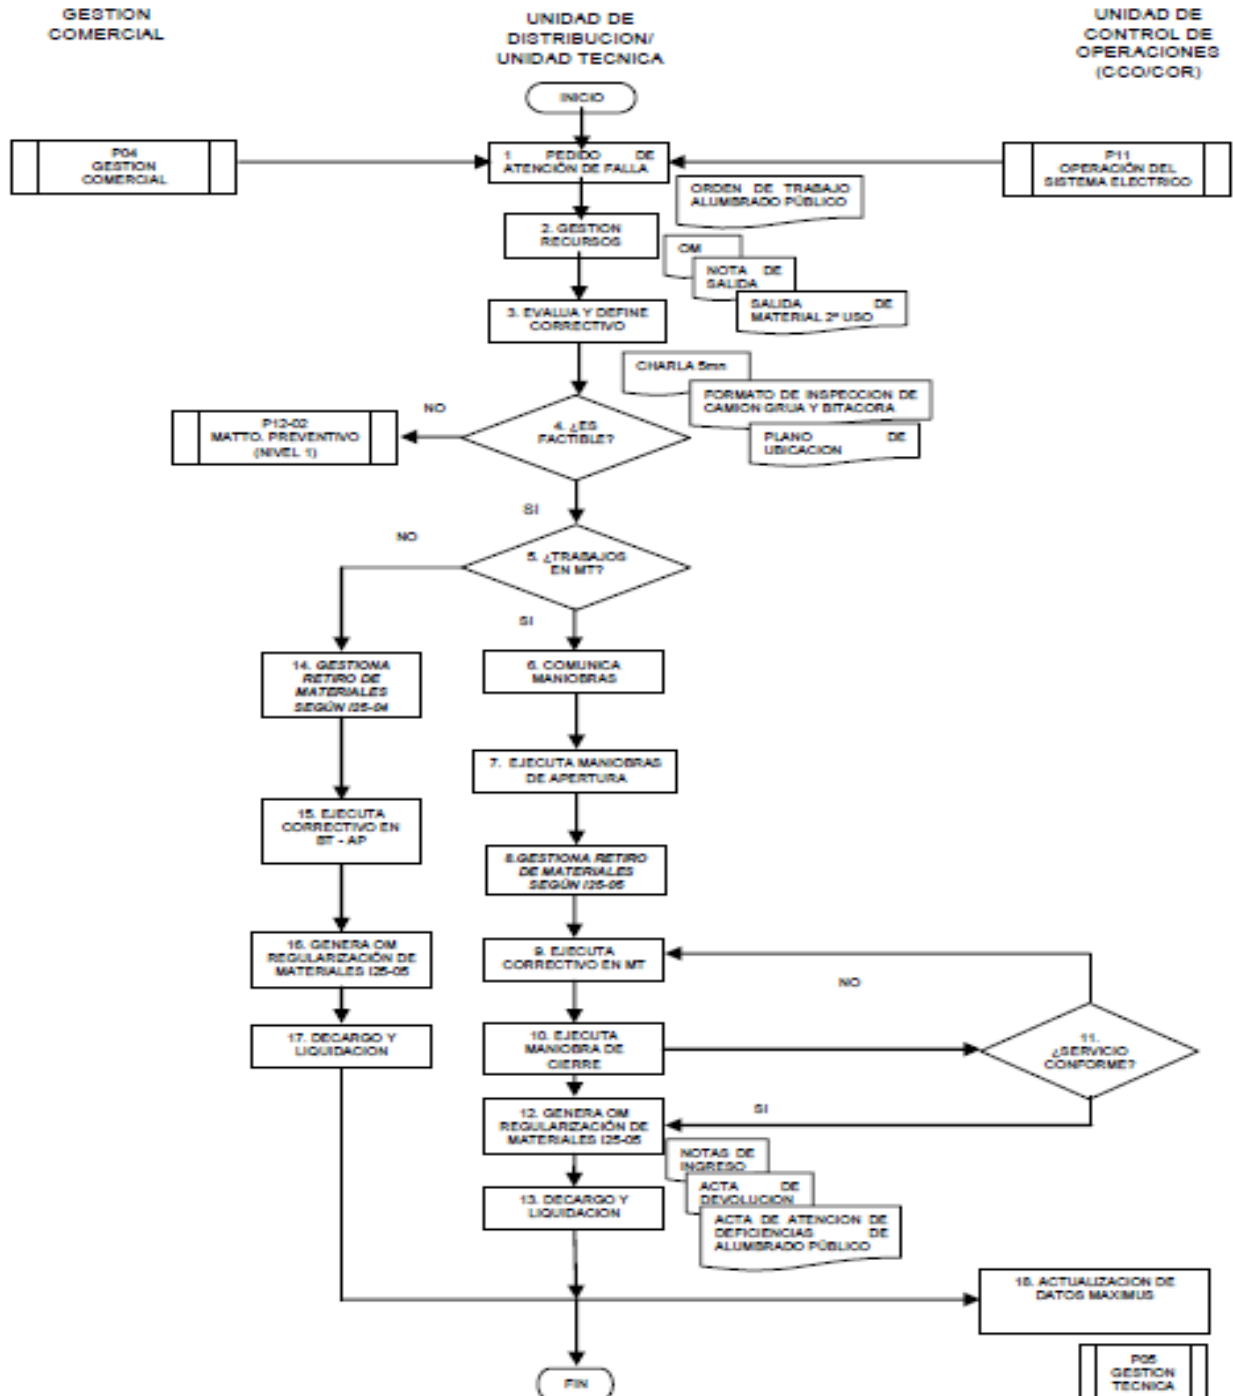 GESTION
COMERCIAL
UNIDAD DE
DISTRIBUCION/
UNIDAD TECNICA
UNIDAD DE
CONTROL DE
OPERACIONES
(CCO/COR)
INICIO
P04
GESTION
COMERCIAL
1 PEDIDO DE
ATENCIÓN DE FALLA
P11
OPERACIÓN DEL
SISTEMA ELECTRICO
ORDEN DE TRABAJO
ALUMBRADO PÚBLICO
2. GESTION
RECURSOS
OM
NOTA DE
SALIDA
SALIDA DE
MATERIAL 2º USO
3. EVALUA Y DEFINE
CORRECTIVO
CHARLA 5mn
FORMATO DE INSPECCION DE
CAMION GRUA Y BITACORA
PLANO DE
UBICACION
NO
P12-02
MATTO. PREVENTIVO
(NIVEL 1)
4. ¿ES
FACTIBLE?
SI
NO
5. ¿TRABAJOS
EN MT?
SI
14. GESTIONA
RETIRO DE
MATERIALES
SEGÚN I25-04
6. COMUNICA
MANIOBRAS
7. EJECUTA MANIOBRAS
DE APERTURA
15. EJECUTA
CORRECTIVO EN
BT - AP
8.GESTIONA RETIRO
DE MATERIALES
SEGÚN I25-05
16. GENERA OM
REGULARIZACIÓN DE
MATERIALES I25-05
9. EJECUTA
CORRECTIVO EN MT
NO
17. DECARGO Y
LIQUIDACION
10. EJECUTA
MANIOBRA DE
CIERRE
11.
¿SERVICIO
CONFORME?
12. GENERA OM
REGULARIZACIÓN DE
MATERIALES I25-05
SI
NOTAS DE
INGRESO
ACTA DE
DEVOLUCION
13. DECARGO Y
LIQUIDACION
ACTA DE ATENCION DE
DEFICIENCIAS DE
ALUMBRADO PÚBLICO
18. ACTUALIZACION DE
DATOS MAXIMUS
P05
GESTION
TECNICA
FIN